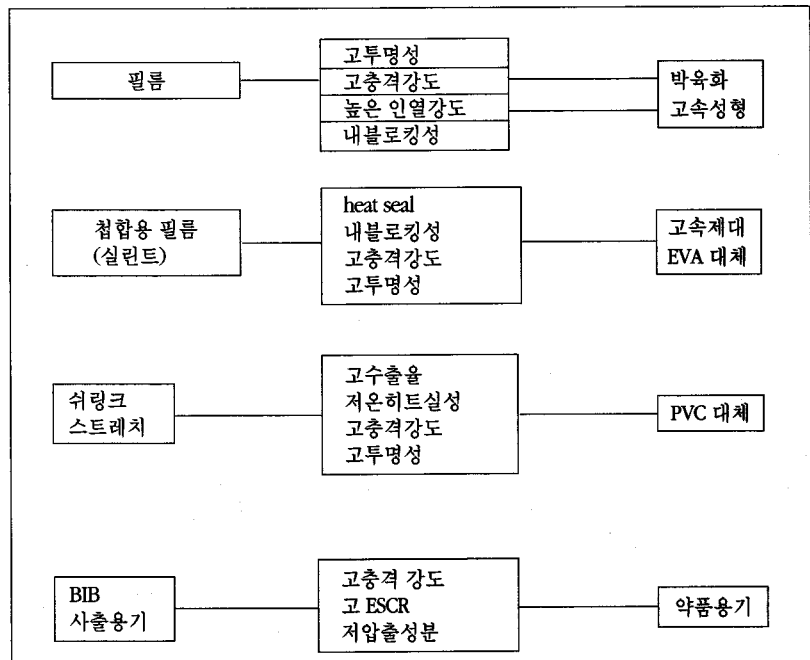 필름
고투명성
고충격강도
높은 인열강도
내블로킹성
박육화
고속성형
첩합용 필름
(실린트)
heat seal
내블로킹성
고충격강도
고투명성
고속제대
EVA 대체
쉬링크
스트레치
고수출율
저온히트실성
고충격강도
고투명성
PVC 대체
BIB
사출용기
고충격 강도
고 ESCR
저압출성분
약품용기